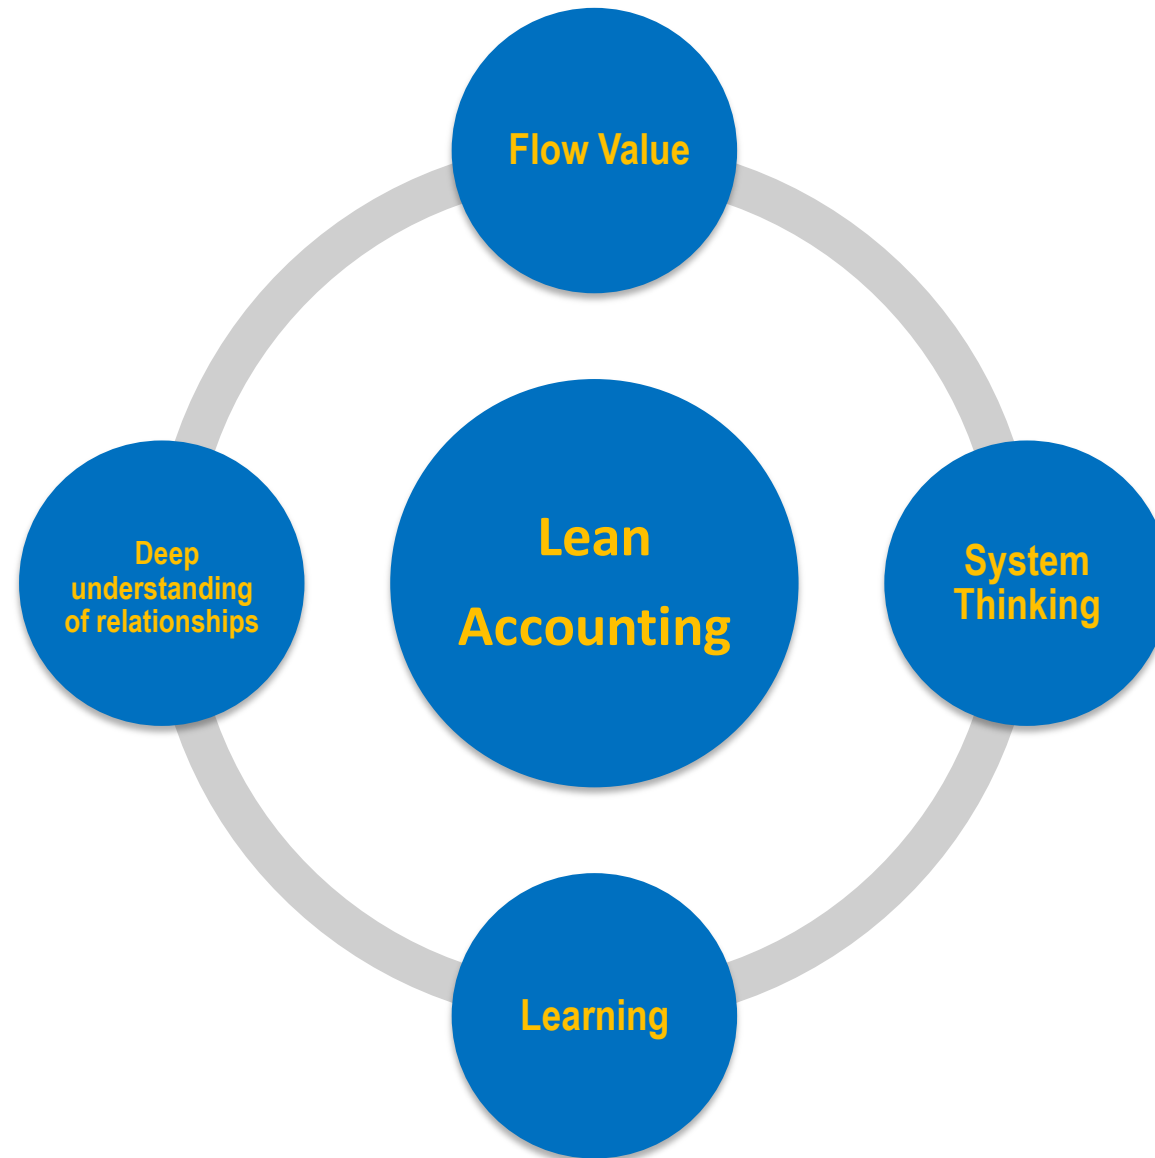 Flow Value
Deep
understanding
of relationships
Lean
Accounting
System
Thinking
Learning